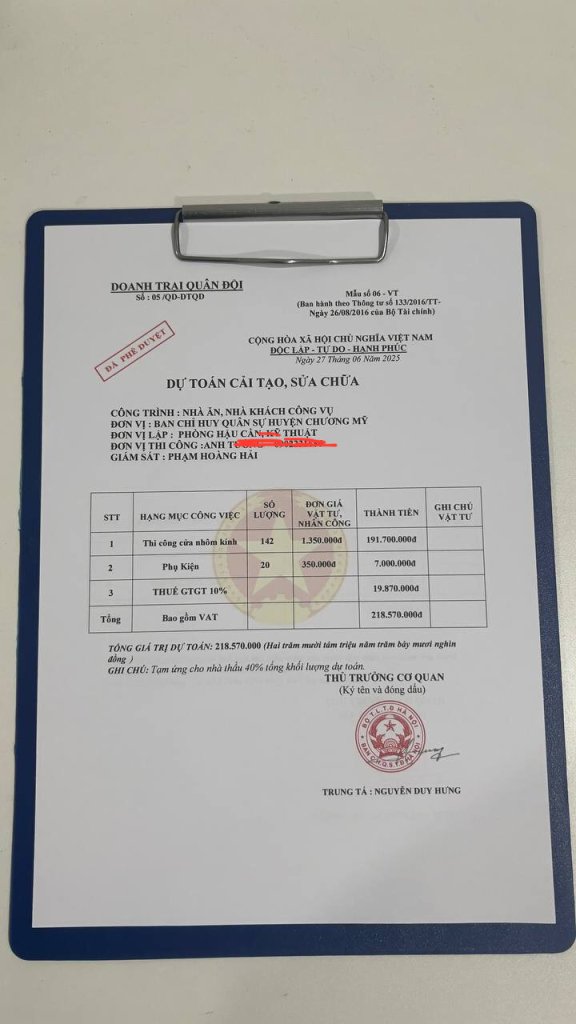 DOANH TRẠI QUÂN ĐỘI
Số : 05 /QĐ-DTQĐ
Mẫu số 06 - VT
(Ban hành theo Thông tư số 133/2016/TT-
Ngày 26/08/2016 của Bộ Tài chính)
ĐÃ PHÊ DUYỆT
CỘNG HÒA XÃ HỘI CHỦ NGHĨA VIỆT NAM
ĐỘC LẬP - TỰ DO - HẠNH PHÚC
Ngày 27 Tháng 06 Năm 2025
DỰ TOÁN CẢI TẠO, SỬA CHỮA
CÔNG TRÌNH : NHÀ ĂN, NHÀ KHÁCH CÔNG VỤ
ĐƠN VỊ : BAN CHỈ HUY QUÂN SỰ HUYỆN CHƯƠNG MỸ
ĐƠN VỊ LẬP : PHÒNG HẬU CẦN, KỸ THUẬT
ĐƠN VỊ THI CÔNG :ANH
GIÁM SÁT : PHẠM HOÀNG HẢI
STT HẠNG MỤC CÔNG VIỆC SỐ LƯỢNG ĐƠN GIÁ VẬT TƯ, NHÂN CÔNG THÀNH TIỀN GHI CHÚ VẬT TƯ
1 Thi công cửa nhôm kính 142 1.350.000đ 191.700.000đ
2 Phụ Kiện 20 350.000đ 7.000.000đ
3 THUẾ GTGT 10% 19.870.000đ
Tổng Bao gồm VAT 218.570.000đ
TỔNG GIÁ TRỊ DỰ TOÁN: 218.570.000 (Hai trăm mười tám triệu năm trăm bảy mươi nghìn
đồng )
GHI CHÚ: Tạm ứng cho nhà thầu 40% tổng khối lượng dự toán.
THỦ TRƯỞNG CƠ QUAN
(Ký tên và đóng dấu)
BỘ T.L.T.Đ HÀ NỘI
TRUNG TÁ : NGUYỄN DUY HƯNG